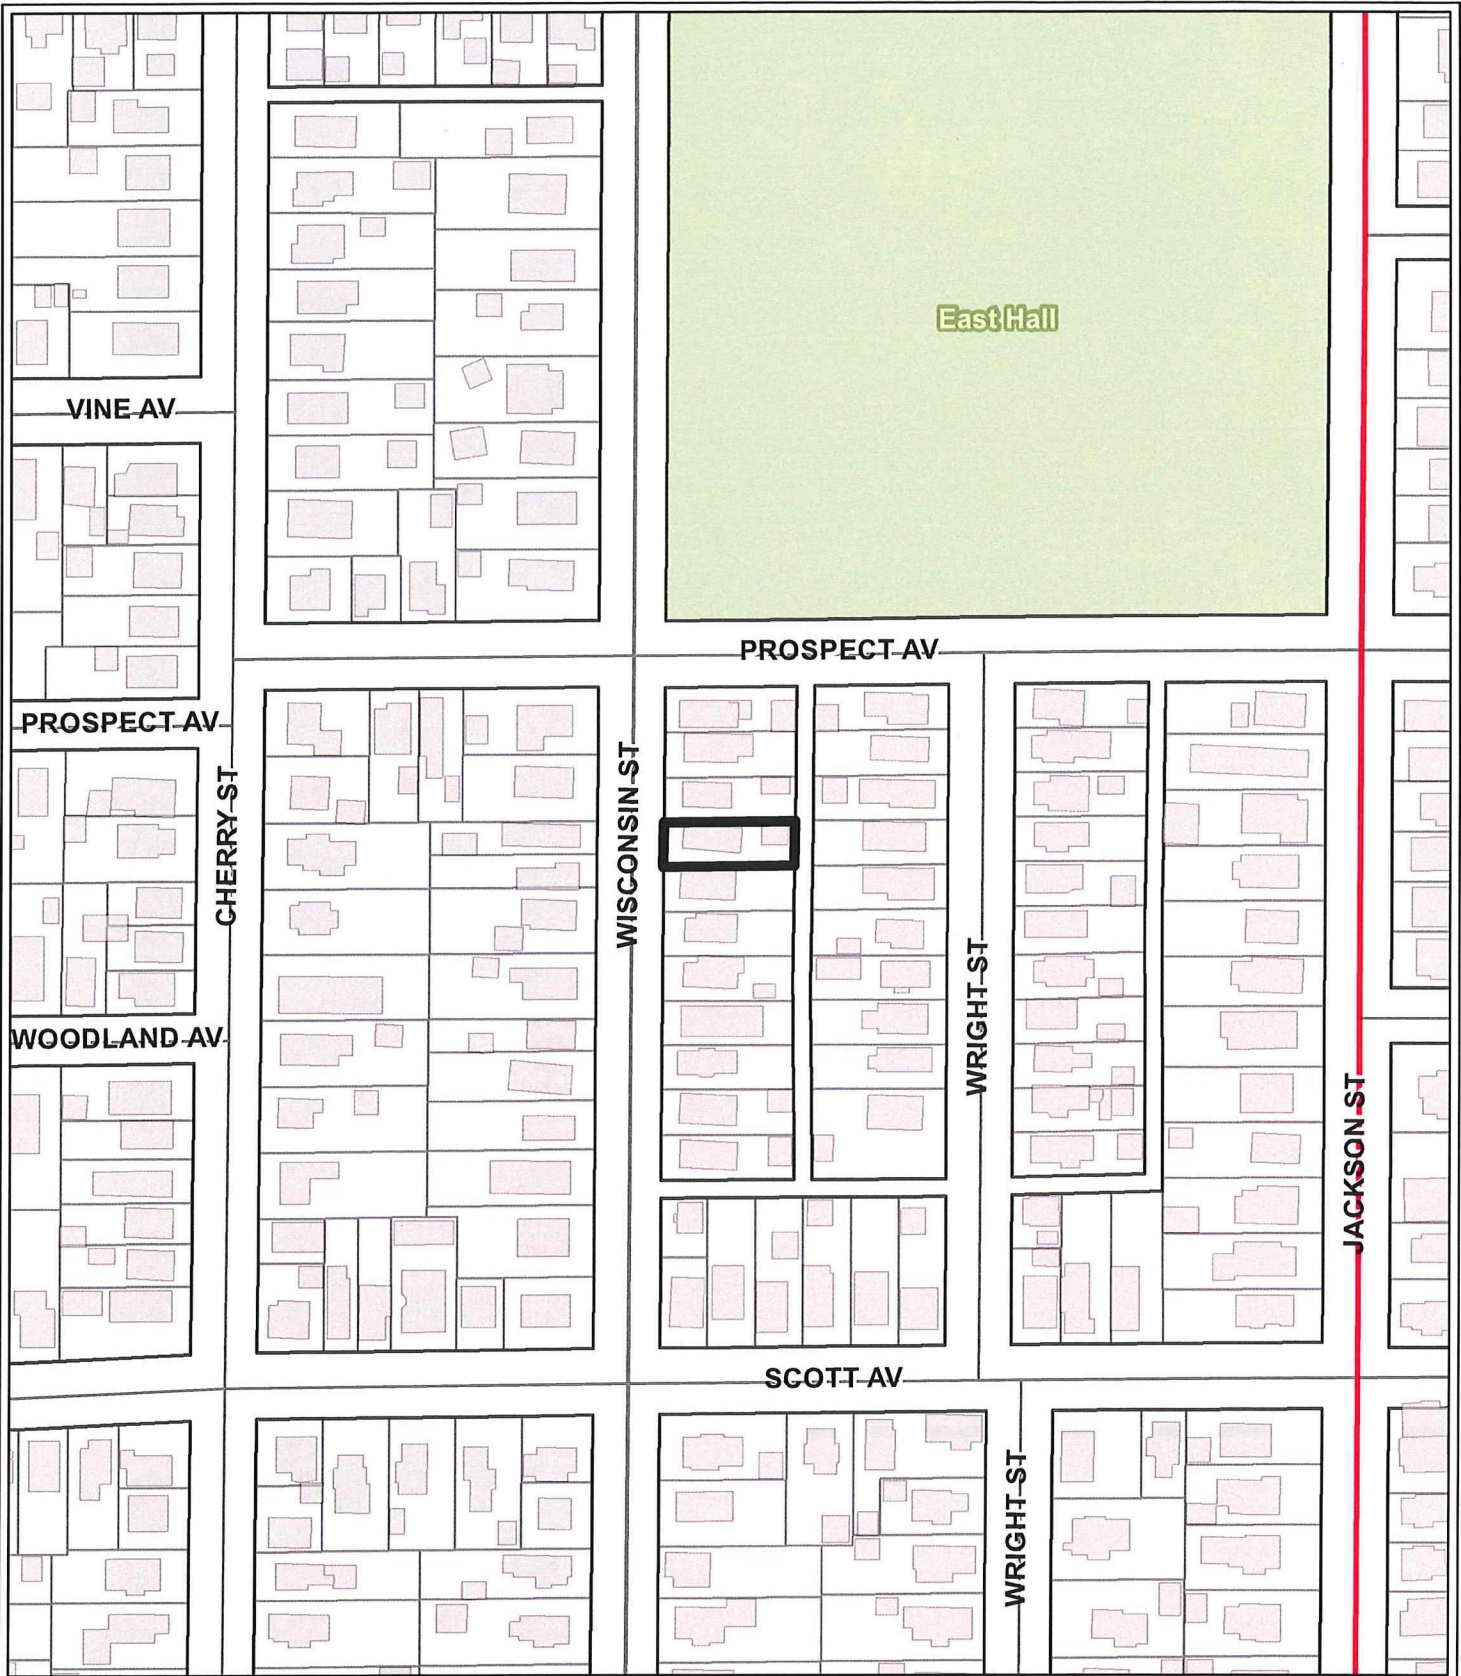 East Hall
VINE AV
PROSPECT AV
PROSPECT AV
CHERRY ST
WISCONSIN ST
WRIGHT ST
WOODLAND AV
JACKSON ST
SCOTT AV
WRIGHT ST